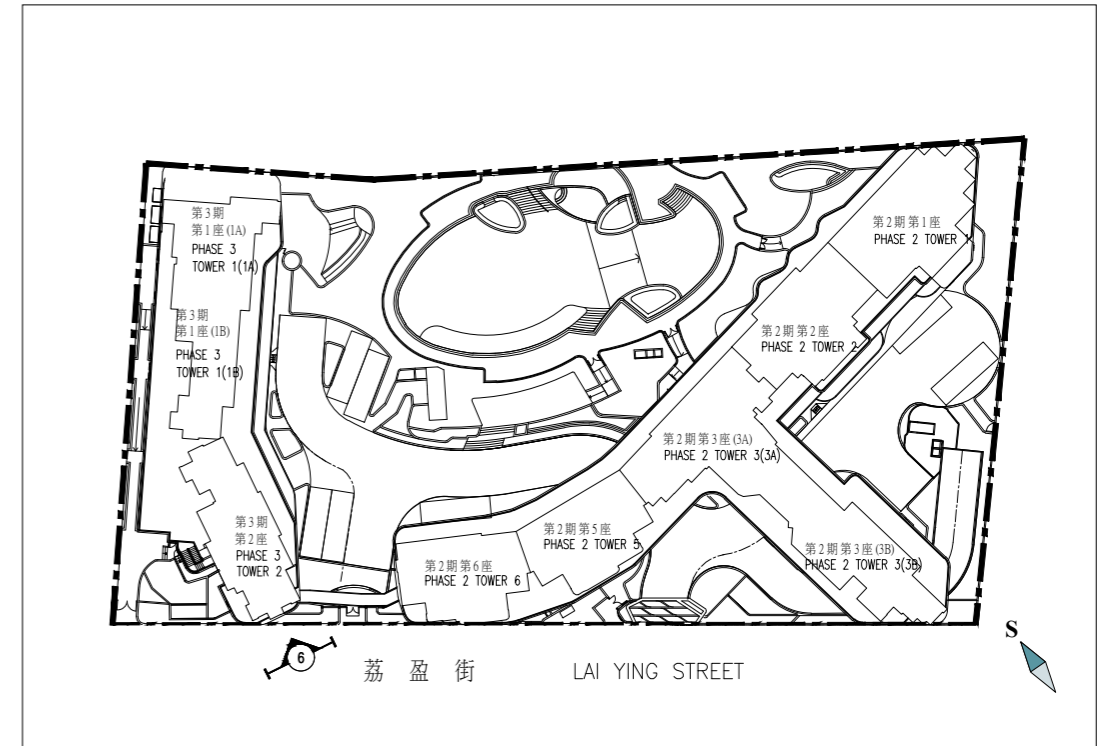 第3期
第1座(1A)
PHASE 3
TOWER 1(1A)
第2期第1座
PHASE 2 TOWER 1
第3期
第1座(1B)
PHASE 3
TOWER 1(1B)
第2期第2座
PHASE 2 TOWER 2
第2期第3座(3A)
PHASE 2 TOWER 3(3A)
第3期
第2座
PHASE 3
TOWER 2
第2期第5座
PHASE 2 TOWER 5
第2期第6座
PHASE 2 TOWER 6
第2期第3座(3B)
PHASE 2 TOWER 3(3B)
S
6
荔盈街 LAI YING STREET